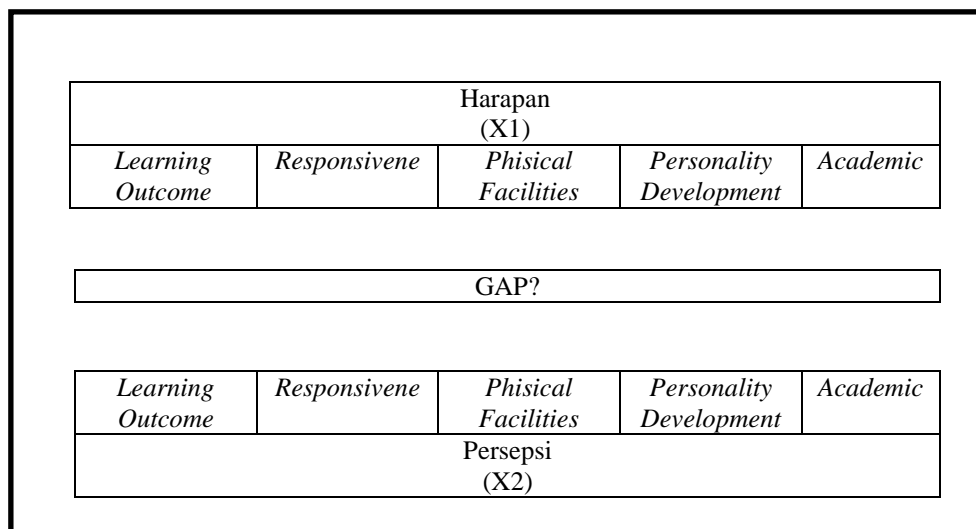 Harapan
(X1)
Learning Responsivene Phisical Personality Academic
Outcome Facilities Development
GAP?
Learning Responsivene Phisical Personality Academic
Outcome Facilities Development
Persepsi
(X2)